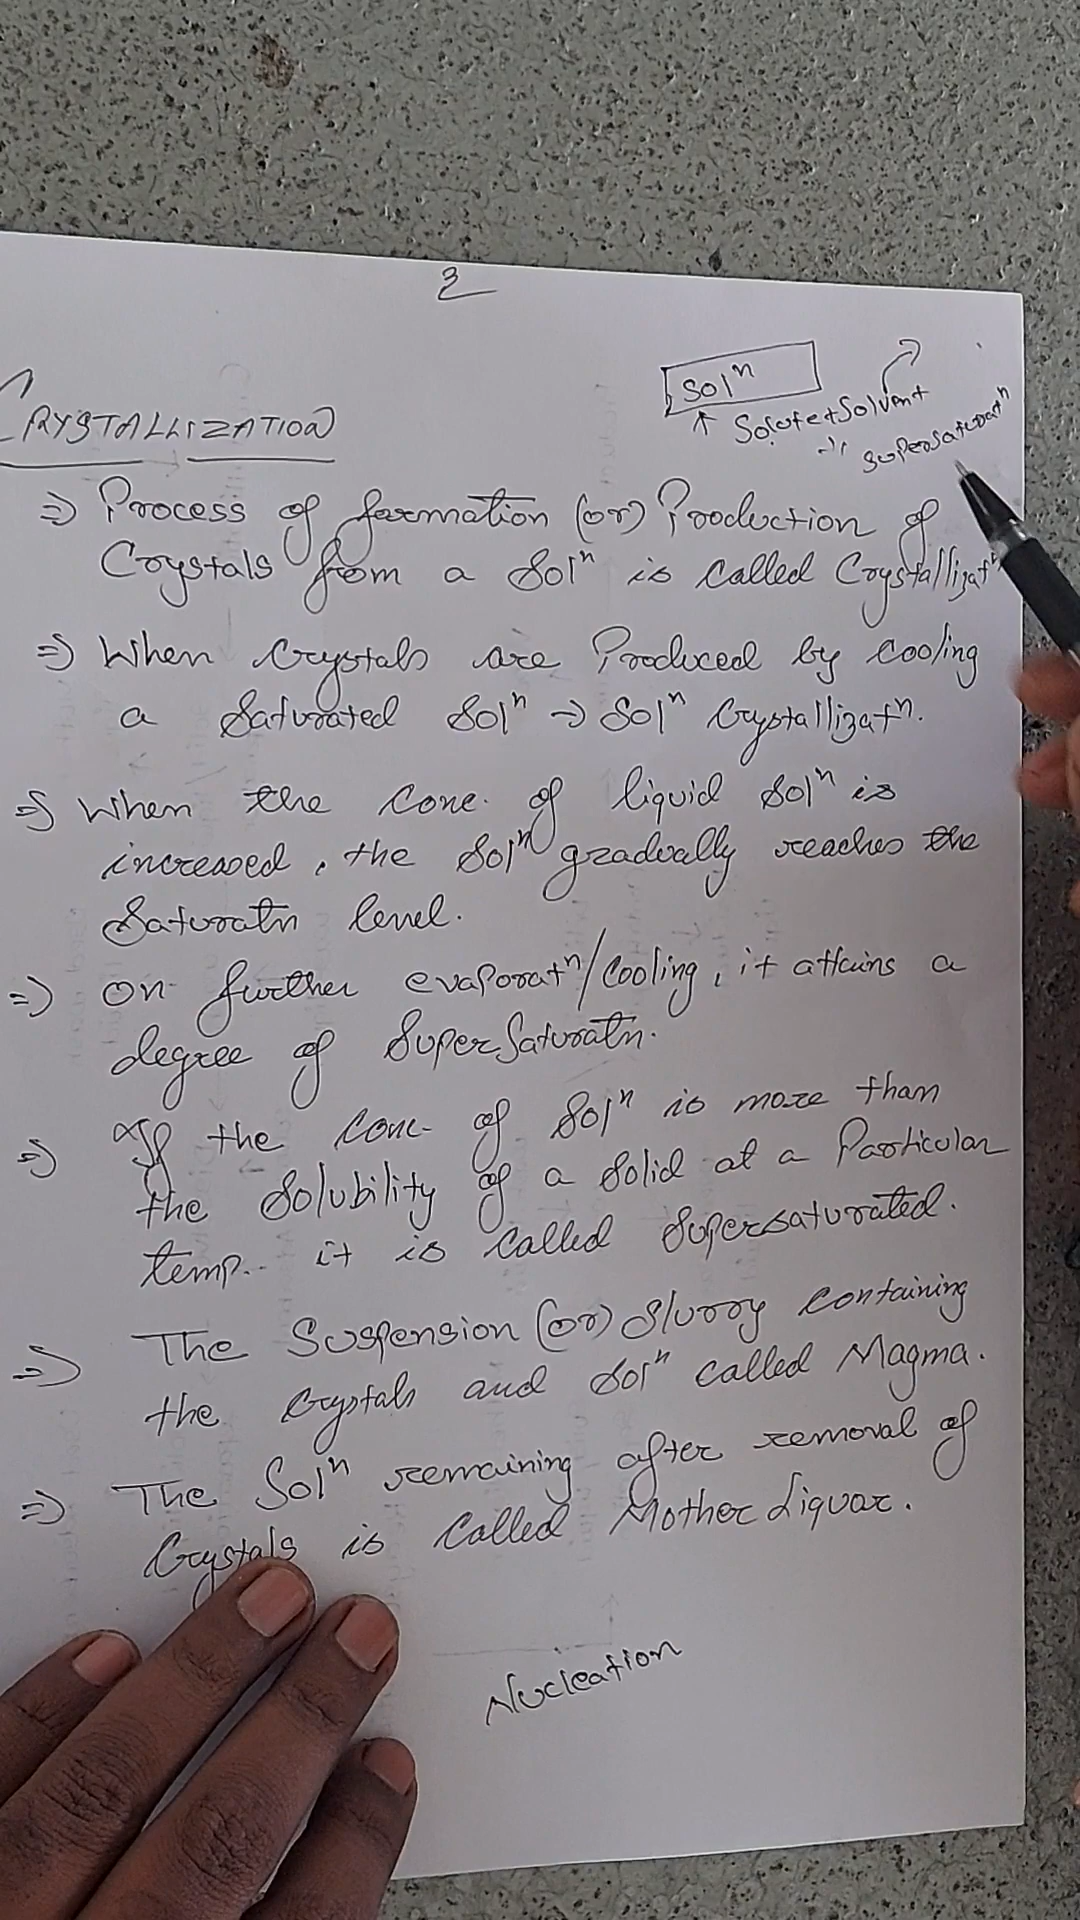 2
CRYSTALLIZATION
Solⁿ
↑ Solute + Solvent
Supersaturatⁿ
⇒ Process of formation (or) Production of
Crystals from a Solⁿ is called Crystallizatⁿ
⇒ When Crystals are Produced by cooling
a Saturated Solⁿ → Solⁿ Crystallizatⁿ.
⇒ When the Conc. of liquid Solⁿ is
increased, the Solⁿ gradually reaches the
Saturatn level.
⇒ On further evaporatⁿ/Cooling, it attains a
degree of SuperSaturatn.
⇒ If the Conc. of Solⁿ is more than
the Solubility of a Solid at a Particular
temp.. it is called Supersaturated.
⇒ The Suspension (or) Slurry containing
the Crystals and Solⁿ called Magma.
⇒ The Solⁿ remaining after removal of
Crystals is Called Mother Liquar.
Nucleation